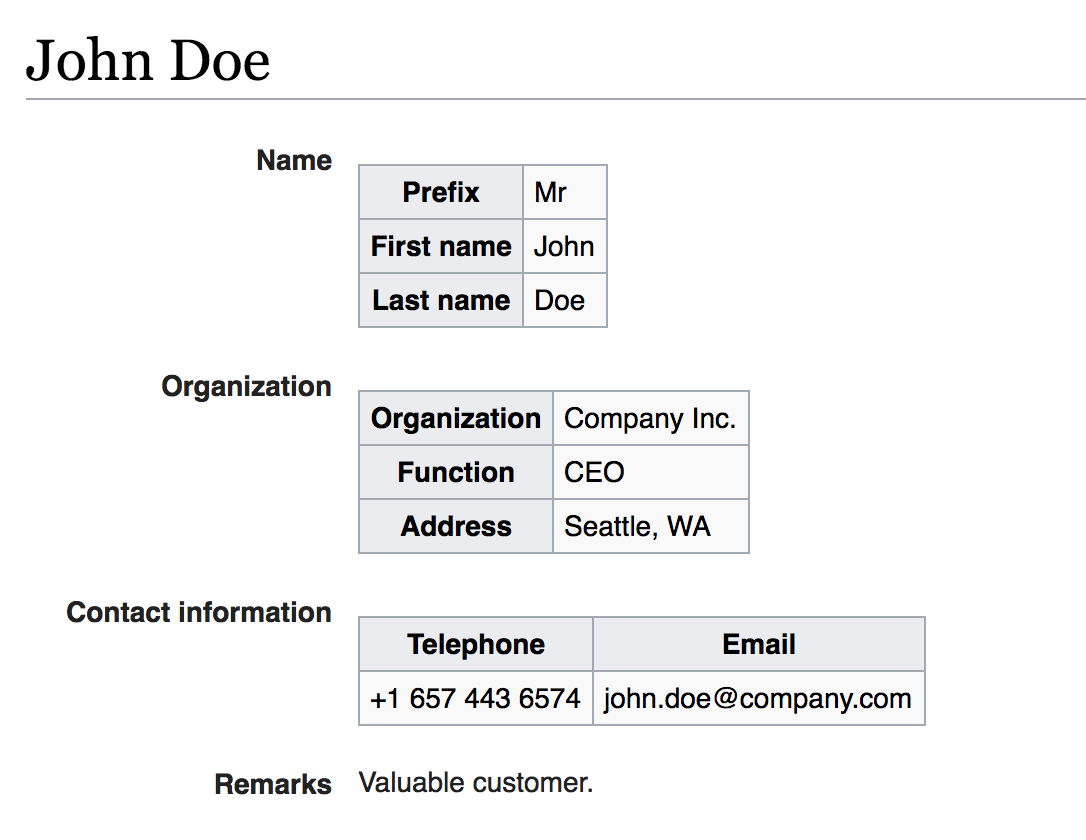 John Doe
Name
Prefix Mr
First name John
Last name Doe
Organization
Organization Company Inc.
Function CEO
Address Seattle, WA
Contact information
Telephone Email
+1 657 443 6574 john.doe@company.com
Remarks Valuable customer.